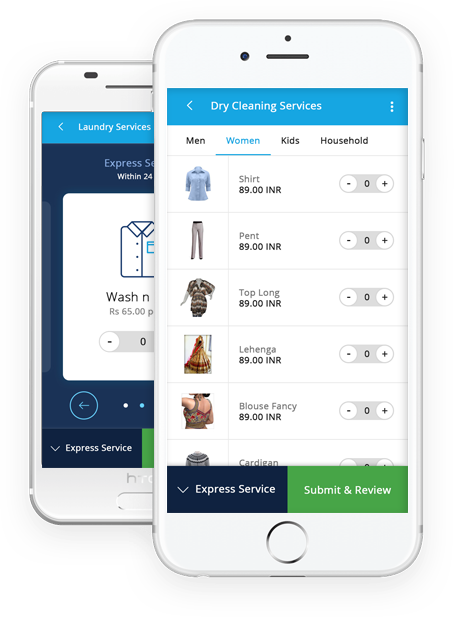 Laundry Services
Express Se
Within 24
Wash n
Rs 65.00 p
- 0
Express Service
Dry Cleaning Services
Men Women Kids Household
Shirt
89.00 INR
- 0 +
Pent
89.00 INR
- 0 +
Top Long
89.00 INR
- 0 +
Lehenga
89.00 INR
- 0 +
Blouse Fancy
89.00 INR
- 0 +
Cardigan
- 0 +
Express Service
Submit & Review